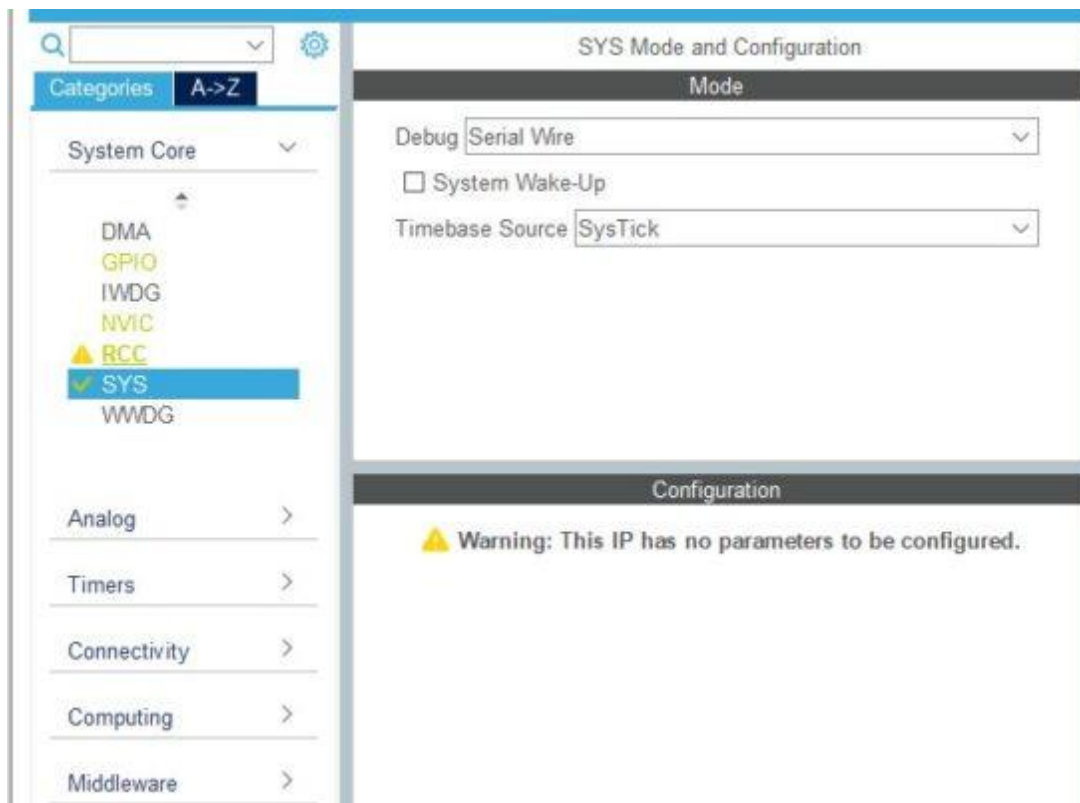 SYS Mode and Configuration
Categories A->Z
Mode
System Core
Debug Serial Wire
System Wake-Up
Timebase Source SysTick
DMA
GPIO
IWDG
NVIC
RCC
SYS
WWDG
Configuration
Warning: This IP has no parameters to be configured.
Analog
Timers
Connectivity
Computing
Middleware